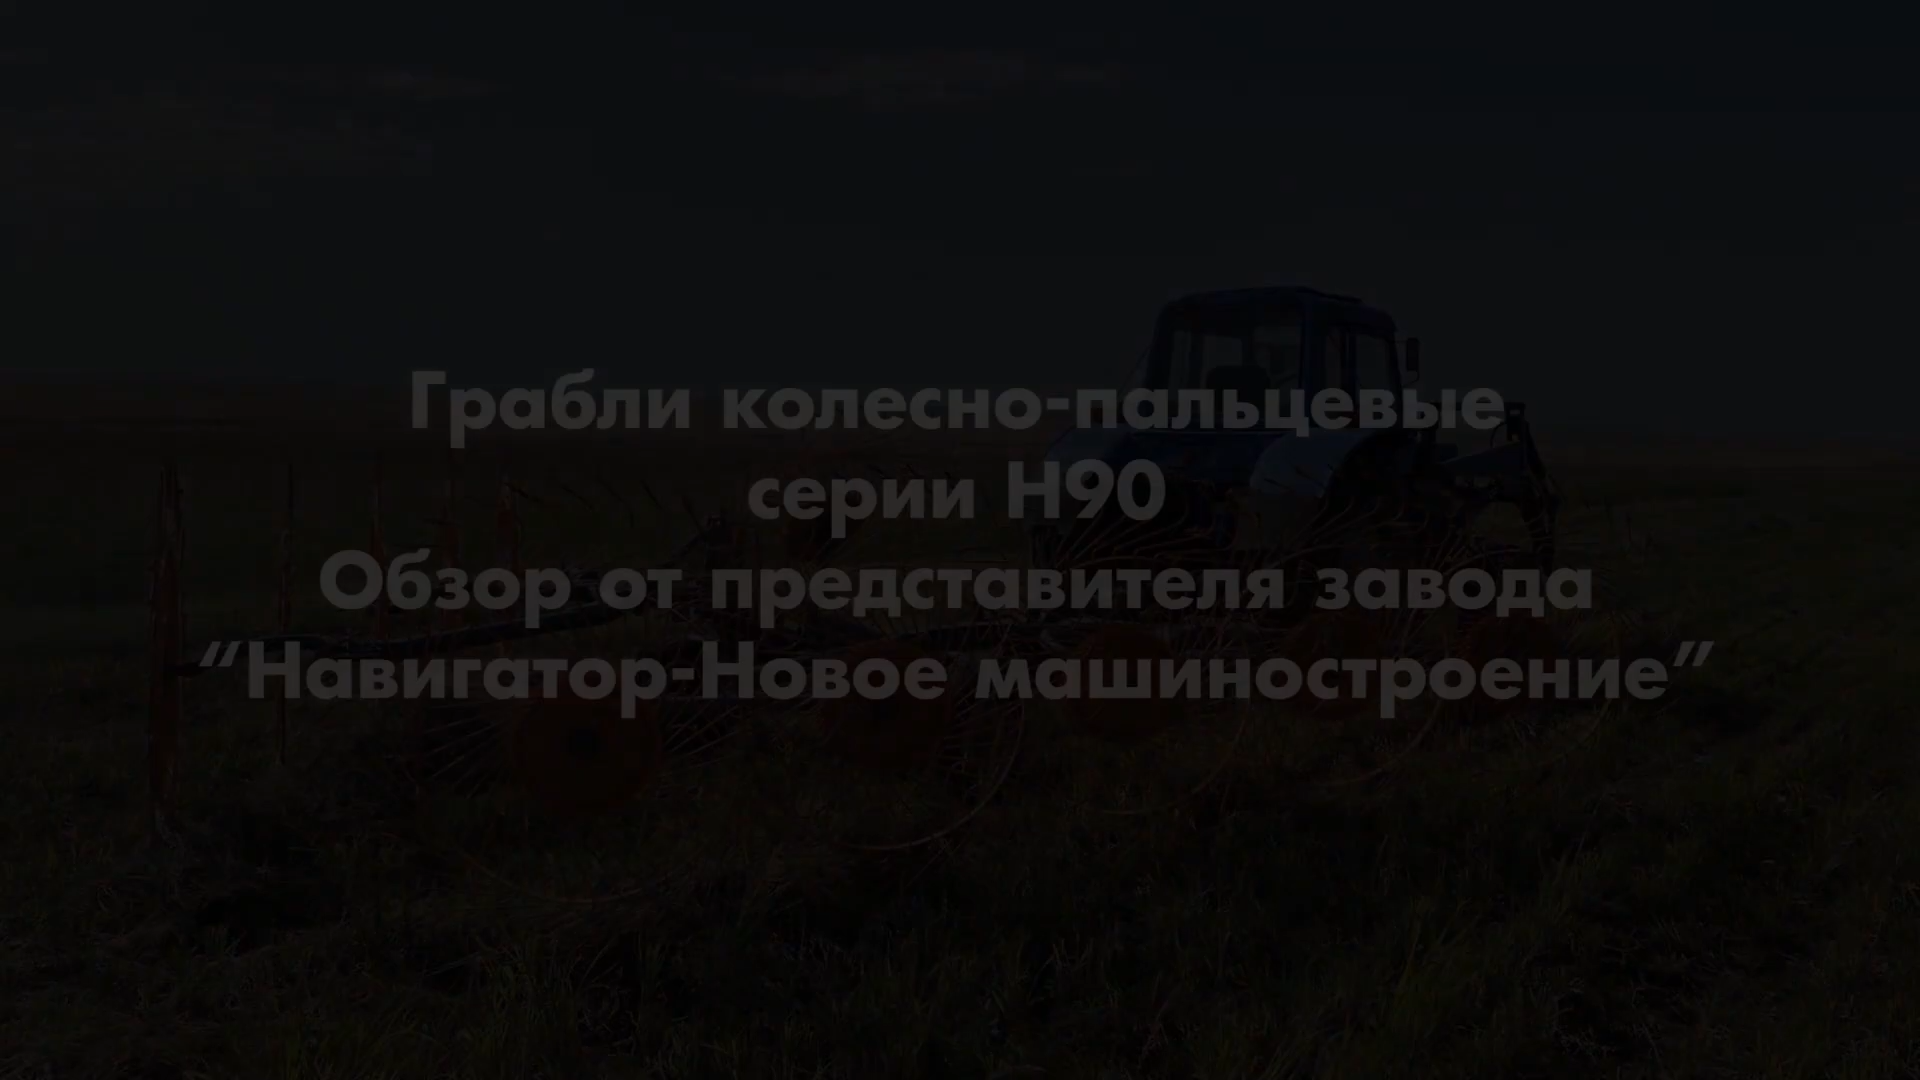 Грабли колесно-пальцевые
серии Н90
Обзор от представителя завода
“Навигатор-Новое машиностроение”